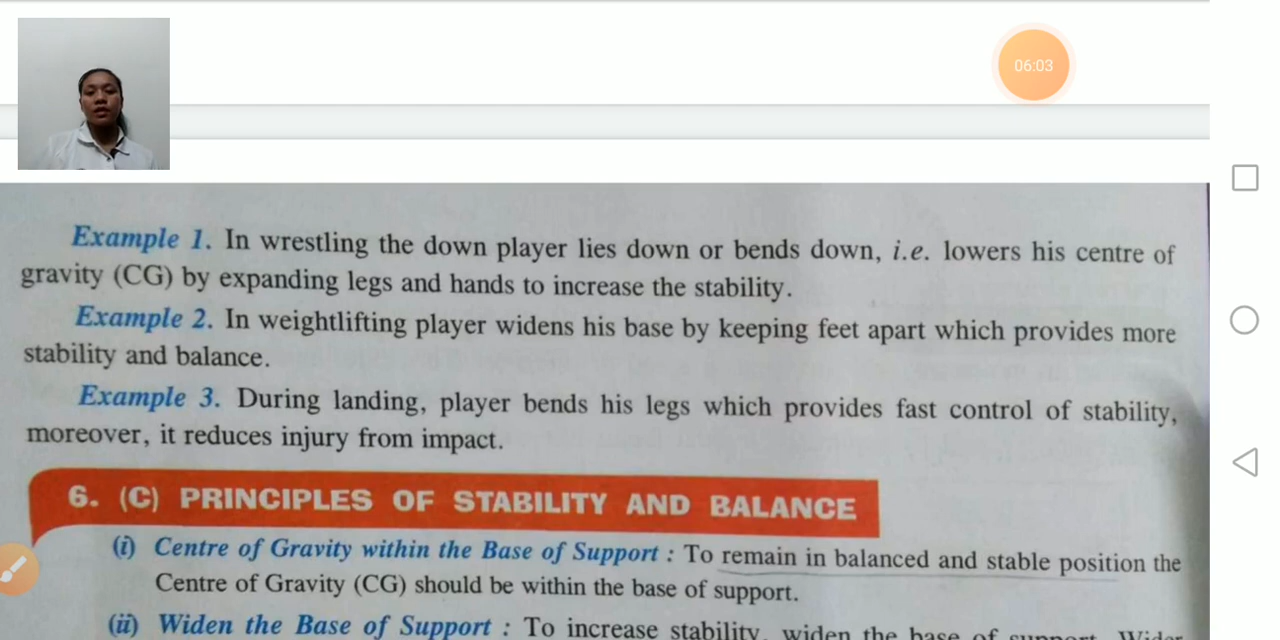 06:03
Example 1. In wrestling the down player lies down or bends down, i.e. lowers his centre of
gravity (CG) by expanding legs and hands to increase the stability.
Example 2. In weightlifting player widens his base by keeping feet apart which provides more
stability and balance.
Example 3. During landing, player bends his legs which provides fast control of stability,
moreover, it reduces injury from impact.
6. (C) PRINCIPLES OF STABILITY AND BALANCE
(i) Centre of Gravity within the Base of Support : To remain in balanced and stable position the
Centre of Gravity (CG) should be within the base of support.
(ii) Widen the Base of Support : To increase stability, widen the base of support. Wider